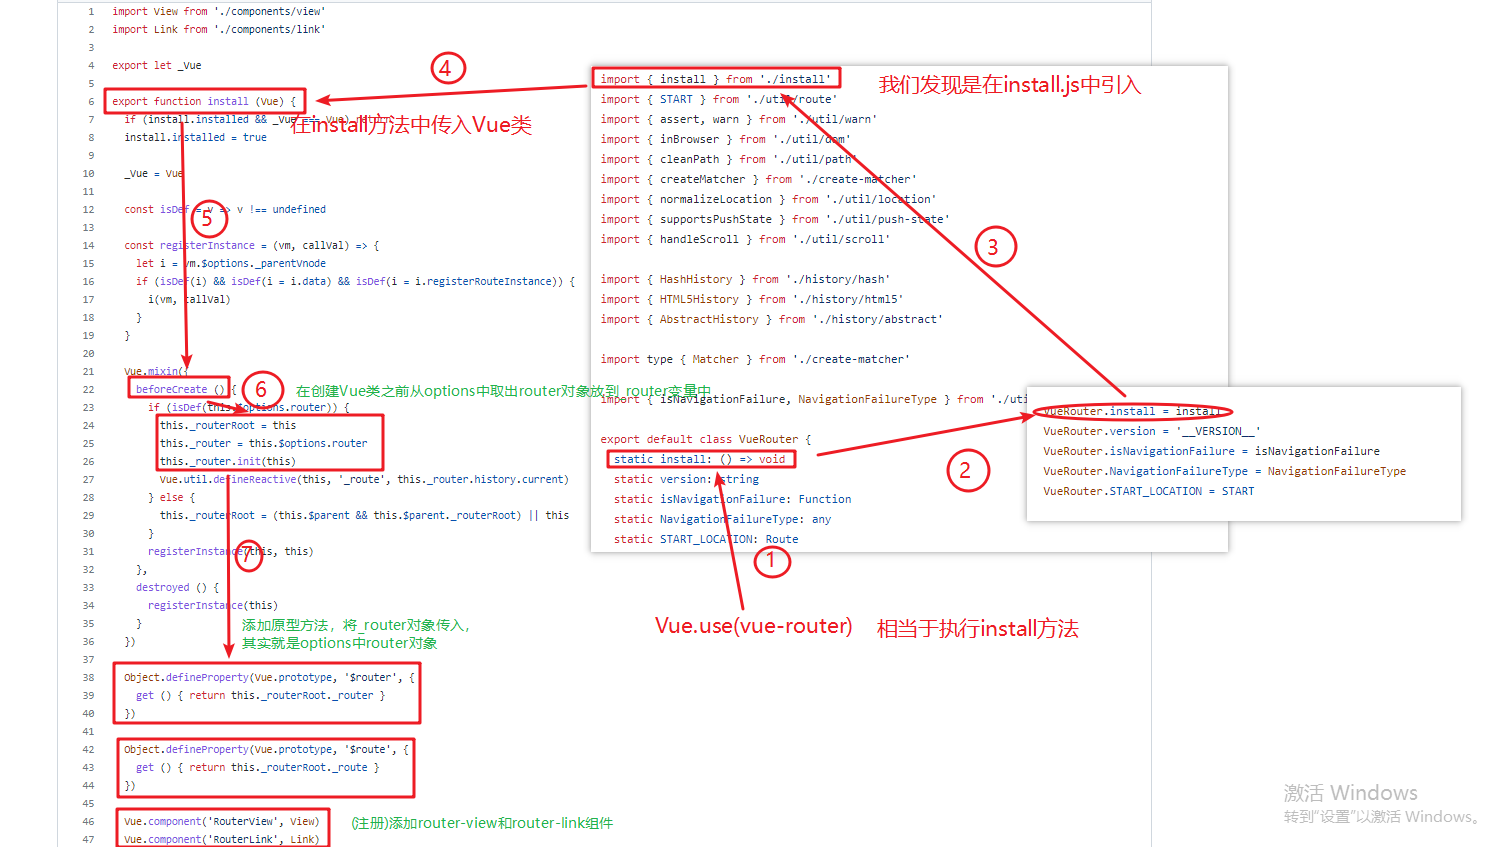 1 import View from './components/view'
2 import Link from './components/link'
3
4 export let _Vue
5
6 export function install (Vue) {
7 if (install.installed && _Vue === Vue) return
8 install.installed = true
9
10 _Vue = Vue
11
12 const isDef = v => v !== undefined
13
14 const registerInstance = (vm, callVal) => {
15 let i = vm.$options._parentVnode
16 if (isDef(i) && isDef(i = i.data) && isDef(i = i.registerRouteInstance)) {
17 i(vm, callVal)
18 }
19 }
20
21 Vue.mixin({
22 beforeCreate () {
23 if (isDef(this.$options.router)) {
24 this._routerRoot = this
25 this._router = this.$options.router
26 this._router.init(this)
27 Vue.util.defineReactive(this, '_route', this._router.history.current)
28 } else {
29 this._routerRoot = (this.$parent && this.$parent._routerRoot) || this
30 }
31 registerInstance(this, this)
32 },
33 destroyed () {
34 registerInstance(this)
35 }
36 })
37
38 Object.defineProperty(Vue.prototype, '$router', {
39 get () { return this._routerRoot._router }
40 })
41
42 Object.defineProperty(Vue.prototype, '$route', {
43 get () { return this._routerRoot._route }
44 })
45
46 Vue.component('RouterView', View)
47 Vue.component('RouterLink', Link)
在install方法中传入Vue类
④
⑤
⑥
在创建Vue类之前从options中取出router对象放到_router变量中
⑦
添加原型方法，将_router对象传入，
其实就是options中router对象
(注册)添加router-view和router-link组件
import { install } from './install'
import { START } from './util/route'
import { assert, warn } from './util/warn'
import { inBrowser } from './util/dom'
import { cleanPath } from './util/path'
import { createMatcher } from './create-matcher'
import { normalizeLocation } from './util/location'
import { supportsPushState } from './util/push-state'
import { handleScroll } from './util/scroll'
import { HashHistory } from './history/hash'
import { HTML5History } from './history/html5'
import { AbstractHistory } from './history/abstract'
import type { Matcher } from './create-matcher'
import { isNavigationFailure, NavigationFailureType } from './uti
export default class VueRouter {
static install: () => void
static version: string
static isNavigationFailure: Function
static NavigationFailureType: any
static START_LOCATION: Route
我们发现是在install.js中引入
③
②
①
VueRouter.install = install
VueRouter.version = '__VERSION__'
VueRouter.isNavigationFailure = isNavigationFailure
VueRouter.NavigationFailureType = NavigationFailureType
VueRouter.START_LOCATION = START
Vue.use(vue-router) 相当于执行install方法
激活 Windows
转到"设置"以激活 Windows。